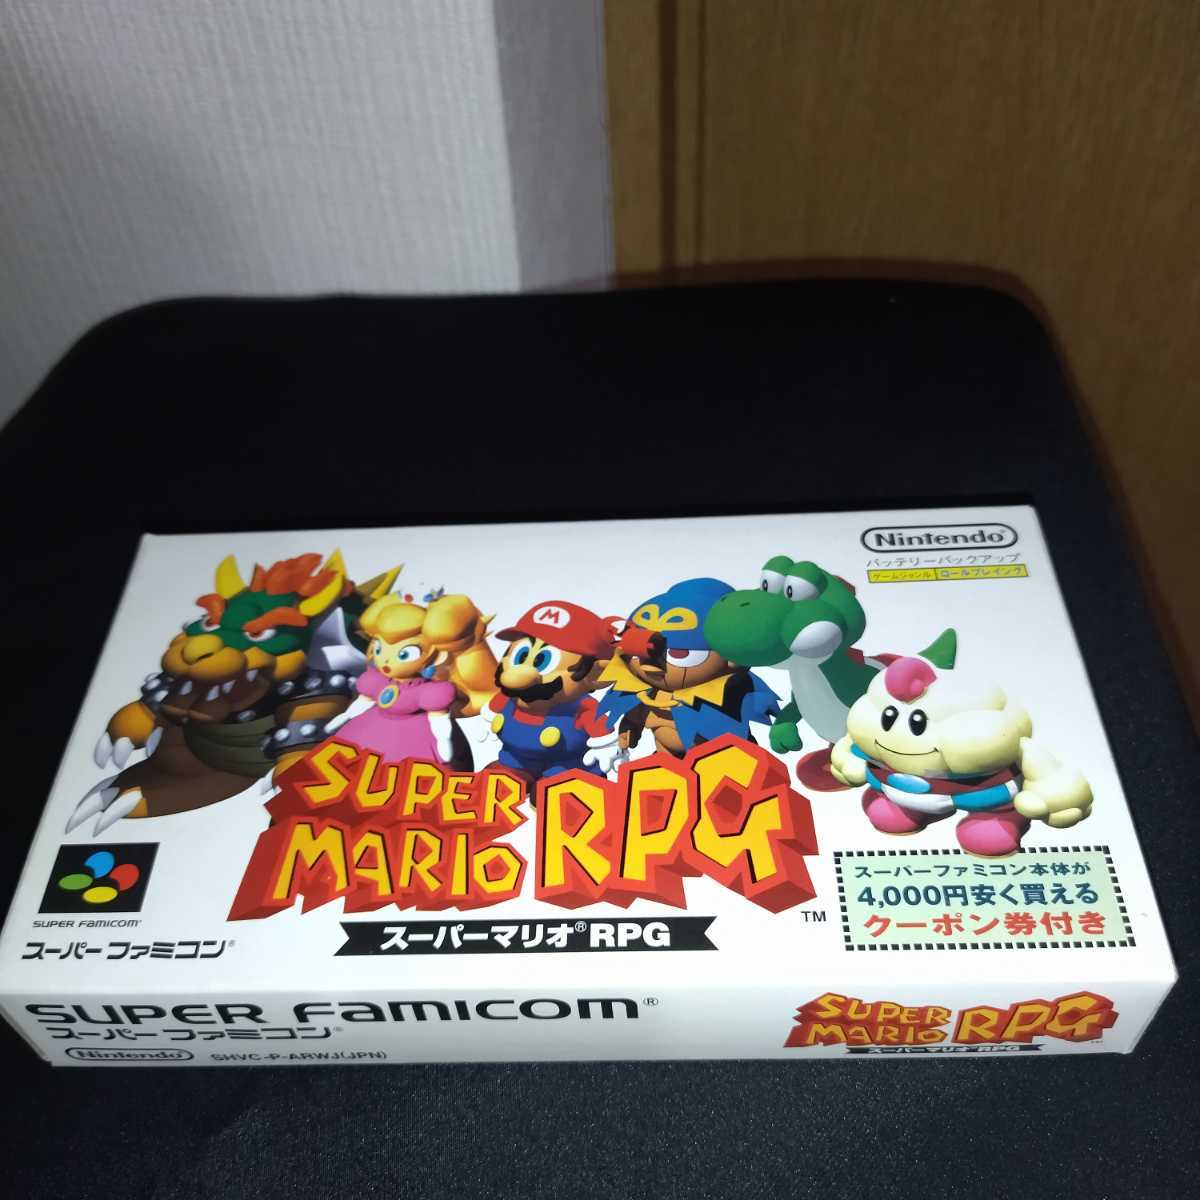 Nintendo
バッテリーバックアップ
ゲームジャンル ロールプレイング
M
SUPER
MARIO RPG
TM
スーパーマリオ® RPG
SUPER FAMICOM
スーパーファミコン®
スーパーファミコン本体が
4,000円安く買える
クーポン券付き
SUPER FAMICOM®
スーパーファミコン®
Nintendo SHVC-P-ARWJ(JPN)
SUPER
MARIO RPG
スーパーマリオ® RPG